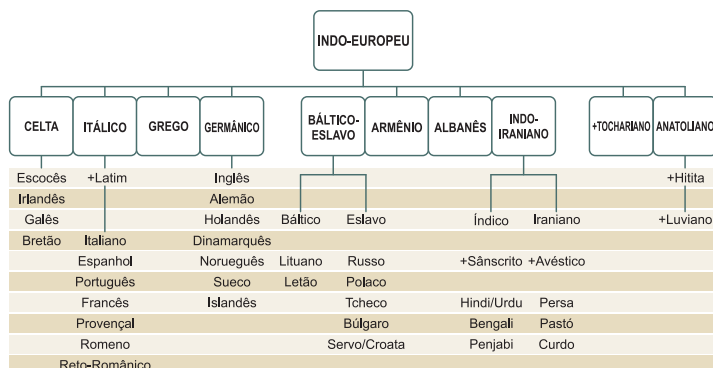 INDO-EUROPEU
CELTA
ITÁLICO
GREGO
GERMÂNICO
BÁLTICO-
ESLAVO
ARMÊNIO
ALBANÊS
INDO-
IRANIANO
+TOCHARIANO
ANATOLIANO
Escocês +Latim Inglês +Hitita
Irlandês Alemão
Galês Holandês Báltico Eslavo Índico Iraniano +Luviano
Bretão Italiano Dinamarquês
Espanhol Norueguês Lituano Russo +Sânscrito +Avéstico
Português Sueco Letão Polaco
Francês Islandês Tcheco Hindi/Urdu Persa
Provençal Búlgaro Bengali Pastó
Romeno Servo/Croata Penjabi Curdo
Reto-Românico